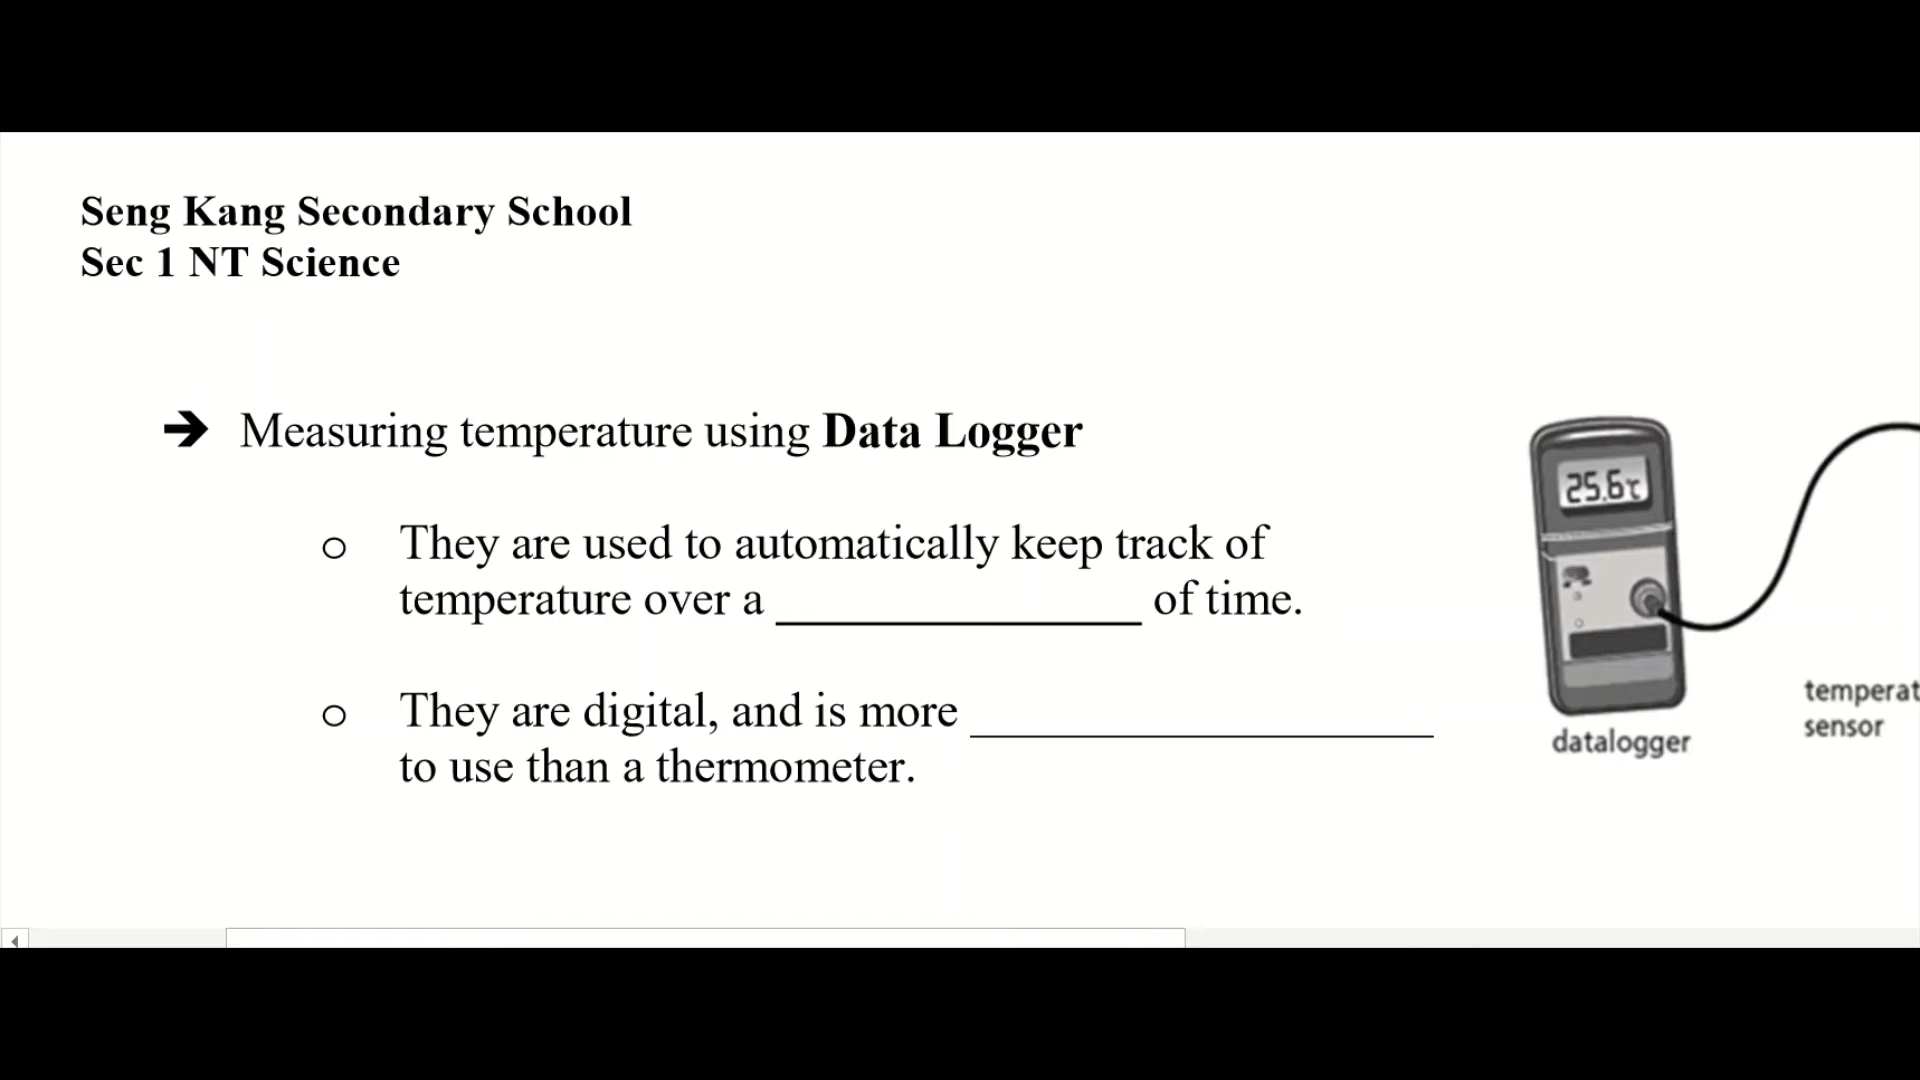 Seng Kang Secondary School
Sec 1 NT Science
➔ Measuring temperature using Data Logger
o They are used to automatically keep track of
temperature over a ______________ of time.
o They are digital, and is more __________________
to use than a thermometer.
25.6℃
datalogger
temperat
sensor